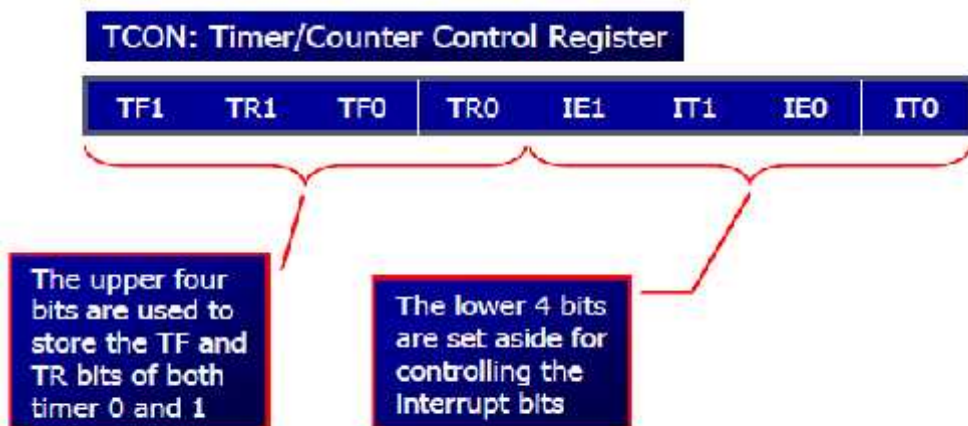 TCON: Timer/Counter Control Register
TF1 TR1 TF0 TR0 IE1 IT1 IE0 IT0
The upper four
bits are used to
store the TF and
TR bits of both
timer 0 and 1
The lower 4 bits
are set aside for
controlling the
interrupt bits